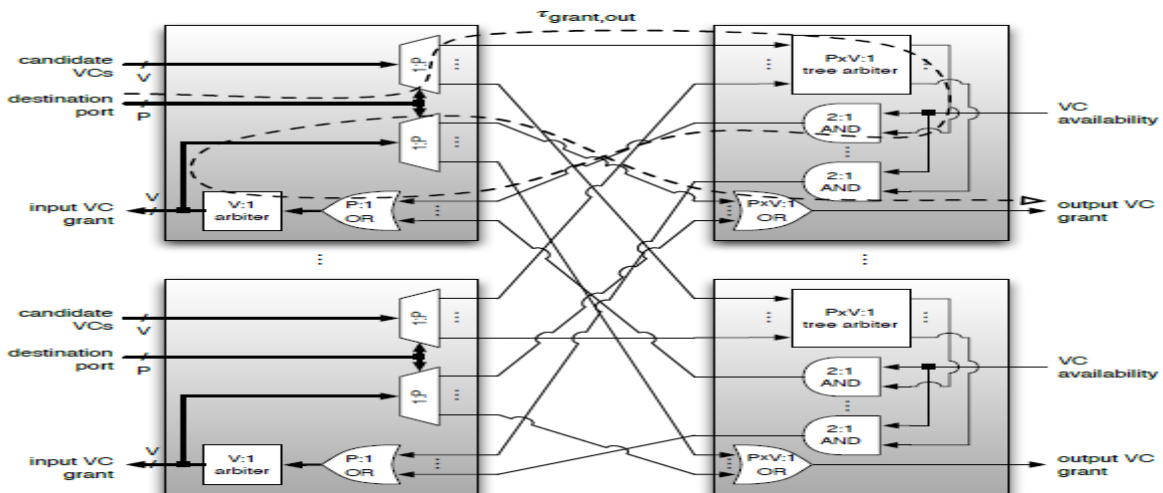 τgrant,out
candidate
VCs
V
destination
port
P
1:P
1:P
input VC
grant
V
V:1
arbiter
P:1
OR
...
PxV:1
tree arbiter
...
...
2:1
AND
...
2:1
AND
PxV:1
OR
...
VC
availability
output VC
grant
...
...
candidate
VCs
V
destination
port
P
1:P
1:P
input VC
grant
V
V:1
arbiter
P:1
OR
...
PxV:1
tree arbiter
...
...
2:1
AND
...
2:1
AND
PxV:1
OR
...
VC
availability
output VC
grant